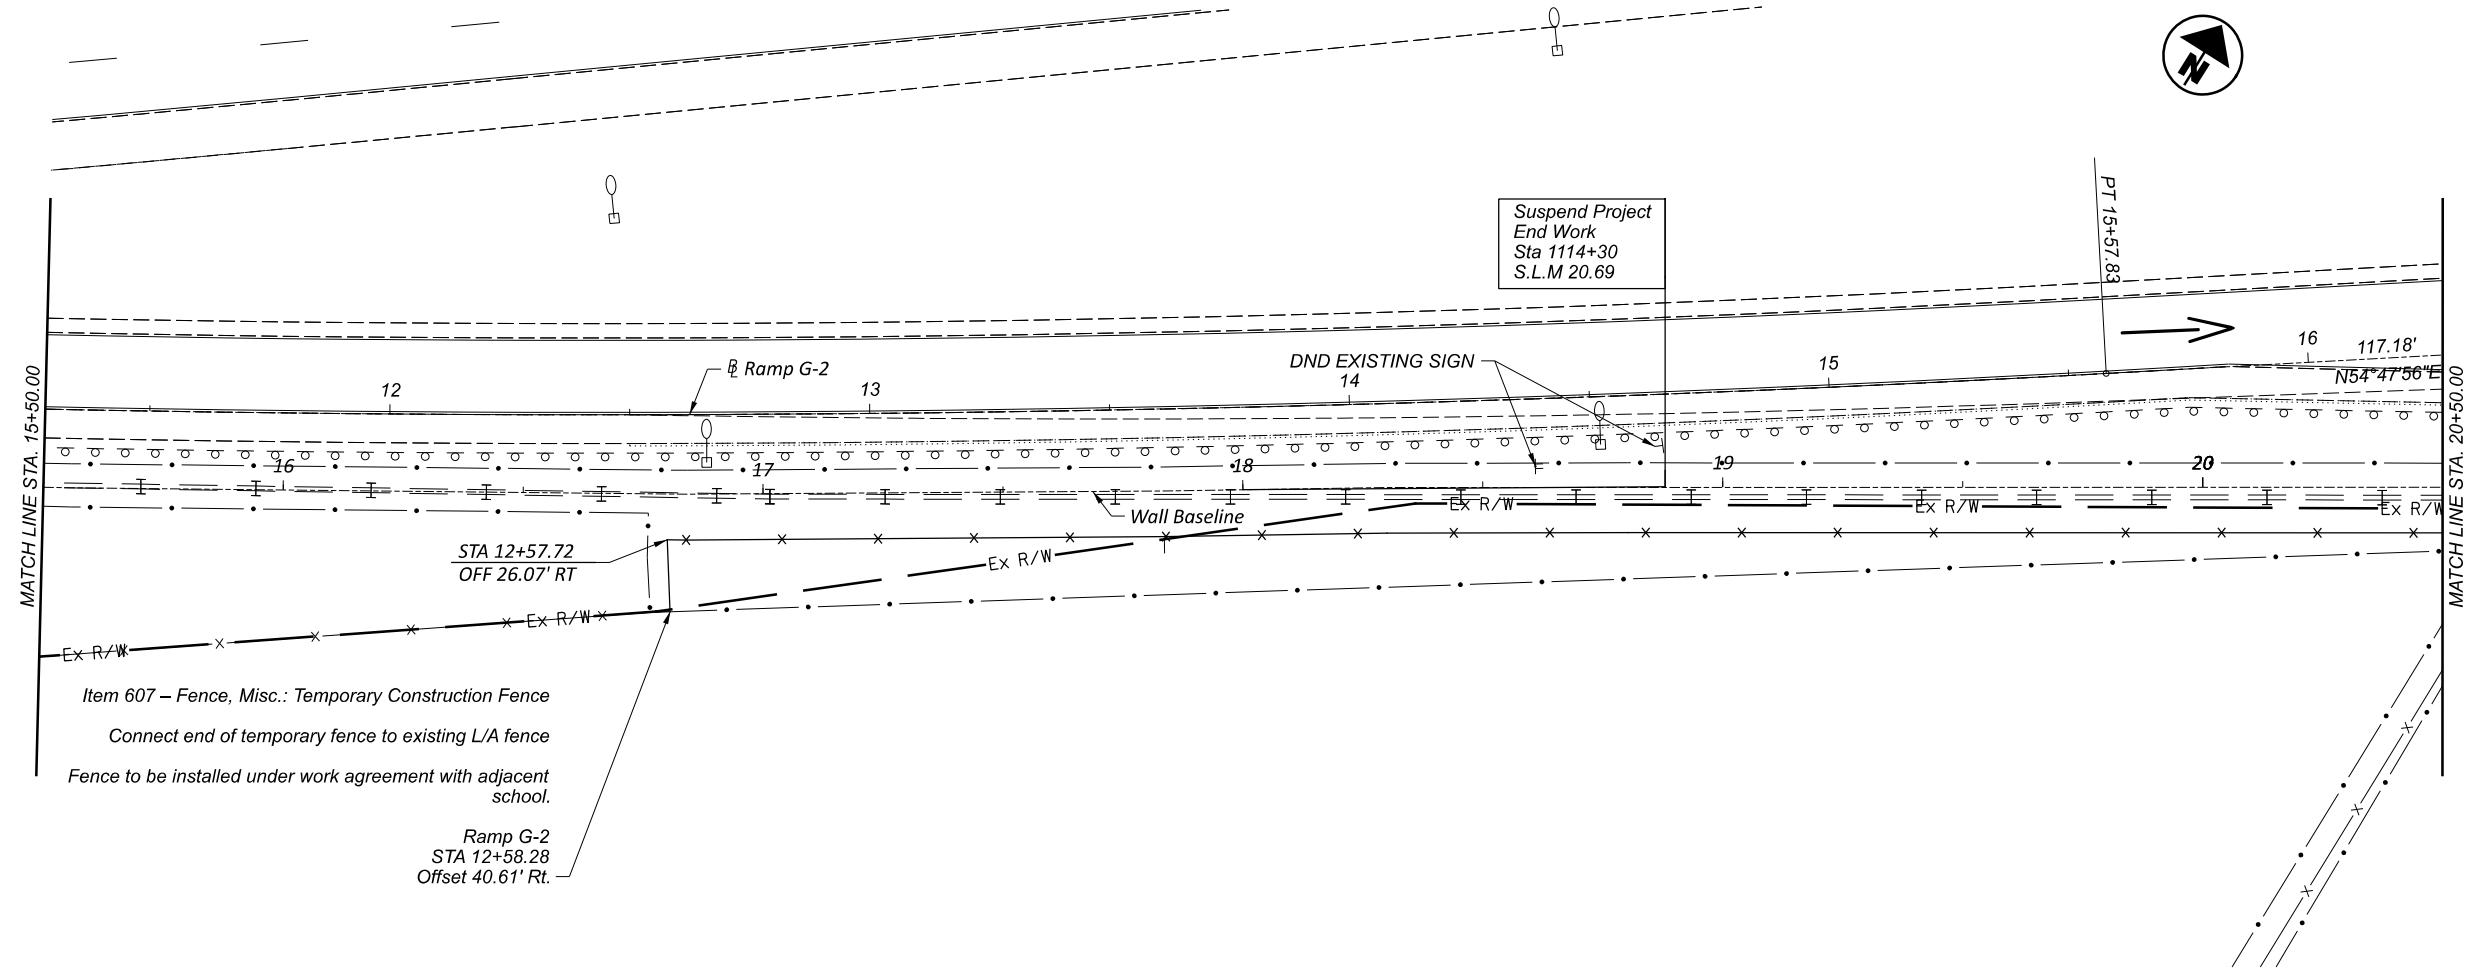 N
Suspend Project
End Work
Sta 1114+30
S.L.M 20.69
PT 15+57.83
MATCH LINE STA. 15+50.00
12
BL Ramp G-2
13
DND EXISTING SIGN
14
15
16
117.18'
N54°47'56"E
MATCH LINE STA. 20+50.00
16
17
18
19
20
Wall Baseline
Ex R/W
Ex R/W
Ex R/W
STA 12+57.72
OFF 26.07' RT
Ex R/W
Ex R/W
Ex R/W
Item 607 – Fence, Misc.: Temporary Construction Fence
Connect end of temporary fence to existing L/A fence
Fence to be installed under work agreement with adjacent
school.
Ramp G-2
STA 12+58.28
Offset 40.61' Rt.